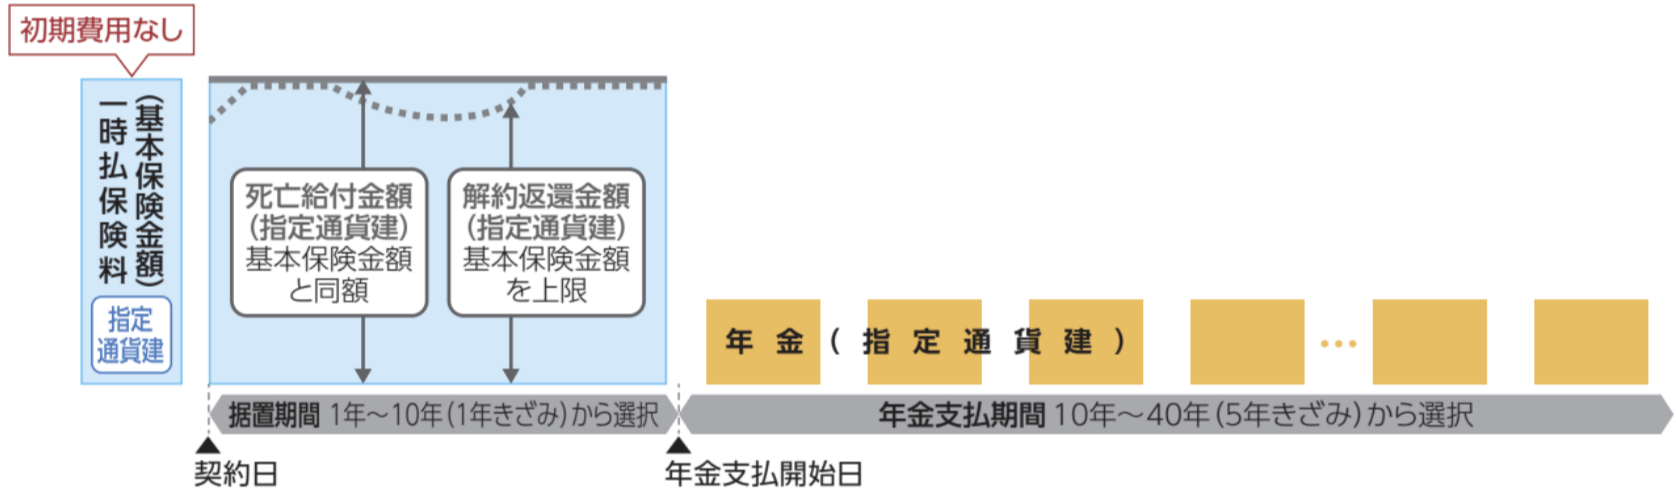 初期費用なし
一時払保険料
（基本保険金額）
指定
通貨建
死亡給付金額
（指定通貨建）
基本保険金額
と同額
解約返還金額
（指定通貨建）
基本保険金額
を上限
年金（指定通貨建）
…
据置期間 1年～10年（1年きざみ）から選択
年金支払期間 10年～40年（5年きざみ）から選択
契約日
年金支払開始日